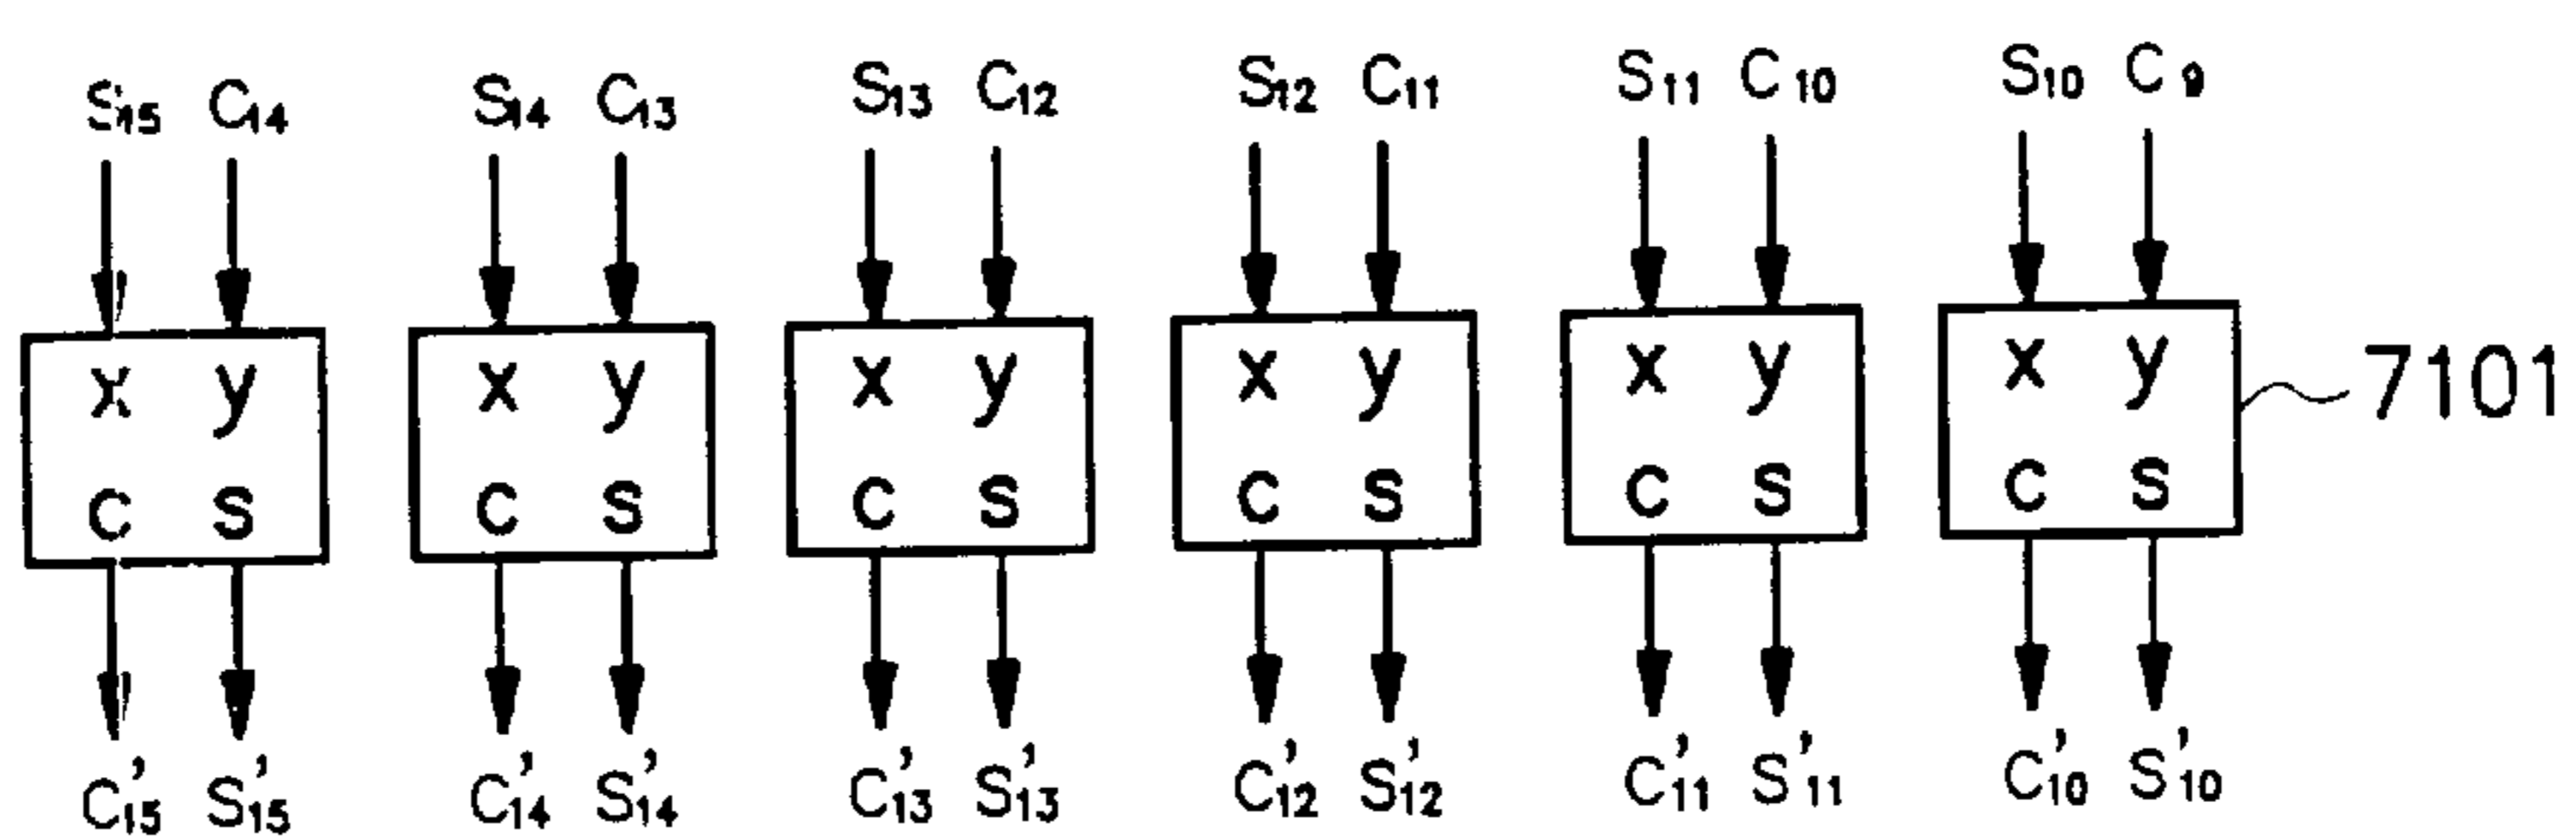 S₁₅ C₁₄ S₁₄ C₁₃ S₁₃ C₁₂ S₁₂ C₁₁ S₁₁ C₁₀ S₁₀ C₉
x y x y x y x y x y x y 7101
c s c s c s c s c s c s
C'₁₅ S'₁₅ C'₁₄ S'₁₄ C'₁₃ S'₁₃ C'₁₂ S'₁₂ C'₁₁ S'₁₁ C'₁₀ S'₁₀